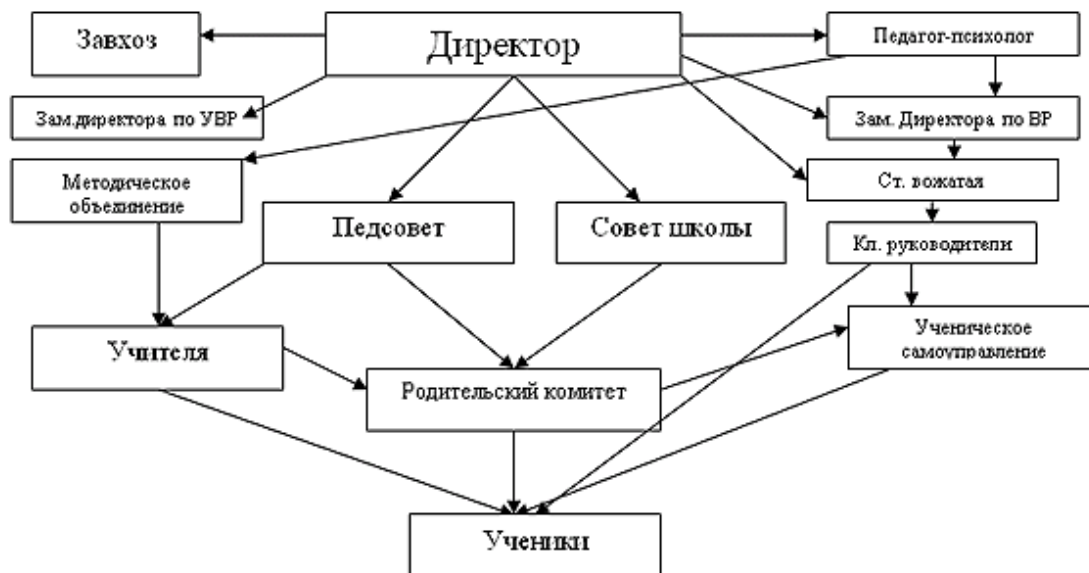 Завхоз
Директор
Педагог-психолог
Зам.директора по УВР
Зам. Директора по ВР
Методическое
объединение
Ст. вожатая
Педсовет
Совет школы
Кл. руководители
Учителя
Ученическое
самоуправление
Родительский комитет
Ученики